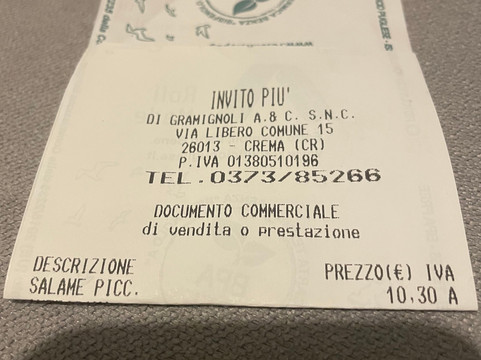 INVITO PIU'
DI GRAMIGNOLI A.& C. S.N.C.
VIA LIBERO COMUNE 15
26013 - CREMA (CR)
P.IVA 01380510196
TEL.0373/85266
DOCUMENTO COMMERCIALE
di vendita o prestazione
DESCRIZIONE PREZZO(€) IVA
SALAME PICC. 10,30 A